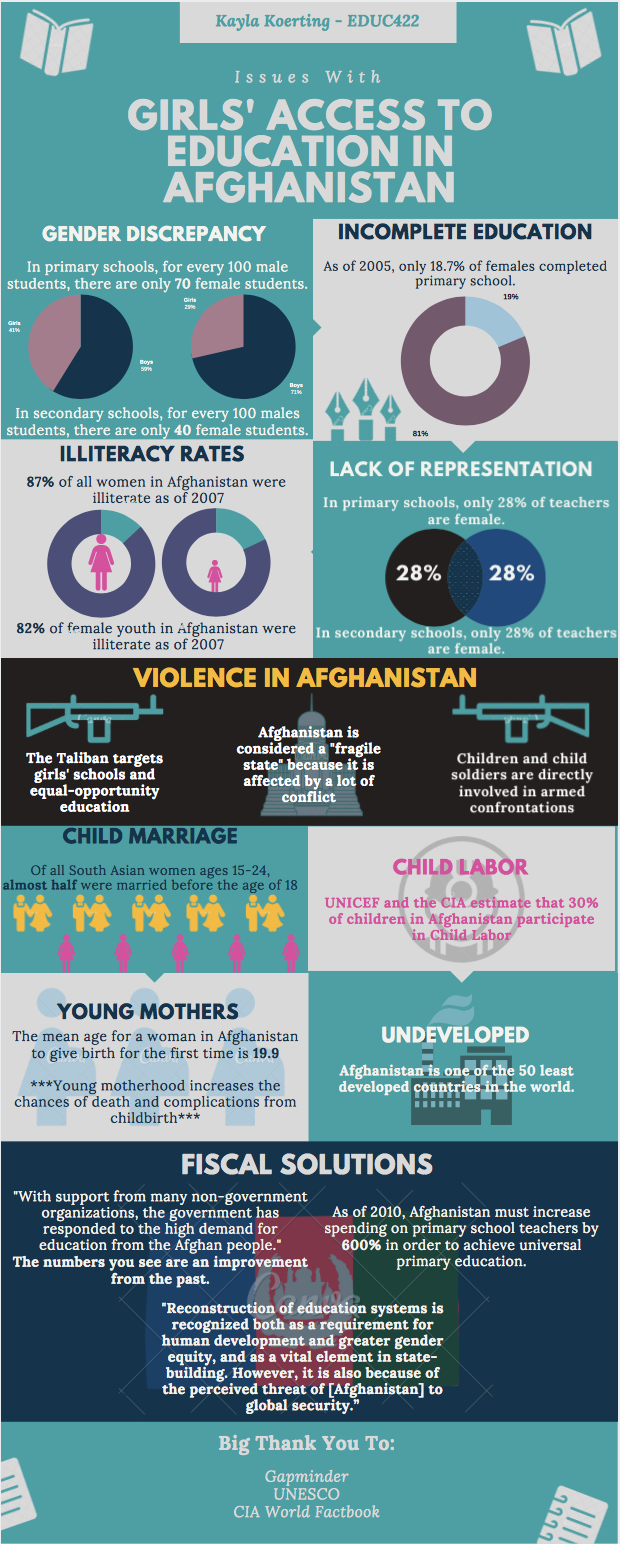 Kayla Koerting - EDUC422
Issues With
GIRLS' ACCESS TO
EDUCATION IN
AFGHANISTAN
GENDER DISCREPANCY
In primary schools, for every 100 male
students, there are only 70 female students.
Girls
41%
Boys
59%
Girls
29%
Boys
71%
In secondary schools, for every 100 males
students, there are only 40 female students.
INCOMPLETE EDUCATION
As of 2005, only 18.7% of females completed
primary school.
19%
81%
ILLITERACY RATES
87% of all women in Afghanistan were
illiterate as of 2007
82% of female youth in Afghanistan were
illiterate as of 2007
LACK OF REPRESENTATION
In primary schools, only 28% of teachers
are female.
28%
28%
In secondary schools, only 28% of teachers
are female.
VIOLENCE IN AFGHANISTAN
The Taliban targets
girls' schools and
equal-opportunity
education
Afghanistan is
considered a "fragile
state" because it is
affected by a lot of
conflict
Children and child
soldiers are directly
involved in armed
confrontations
CHILD MARRIAGE
Of all South Asian women ages 15-24,
almost half were married before the age of 18
CHILD LABOR
UNICEF and the CIA estimate that 30%
of children in Afghanistan participate
in Child Labor
YOUNG MOTHERS
The mean age for a woman in Afghanistan
to give birth for the first time is 19.9
***Young motherhood increases the
chances of death and complications from
childbirth***
UNDEVELOPED
Afghanistan is one of the 50 least
developed countries in the world.
FISCAL SOLUTIONS
"With support from many non-government
organizations, the government has
responded to the high demand for
education from the Afghan people."
The numbers you see are an improvement
from the past.
As of 2010, Afghanistan must increase
spending on primary school teachers by
600% in order to achieve universal
primary education.
Canva
"Reconstruction of education systems is
recognized both as a requirement for
human development and greater gender
equity, and as a vital element in state-
building. However, it is also because of
the perceived threat of [Afghanistan] to
global security."
Big Thank You To:
Gapminder
UNESCO
CIA World Factbook